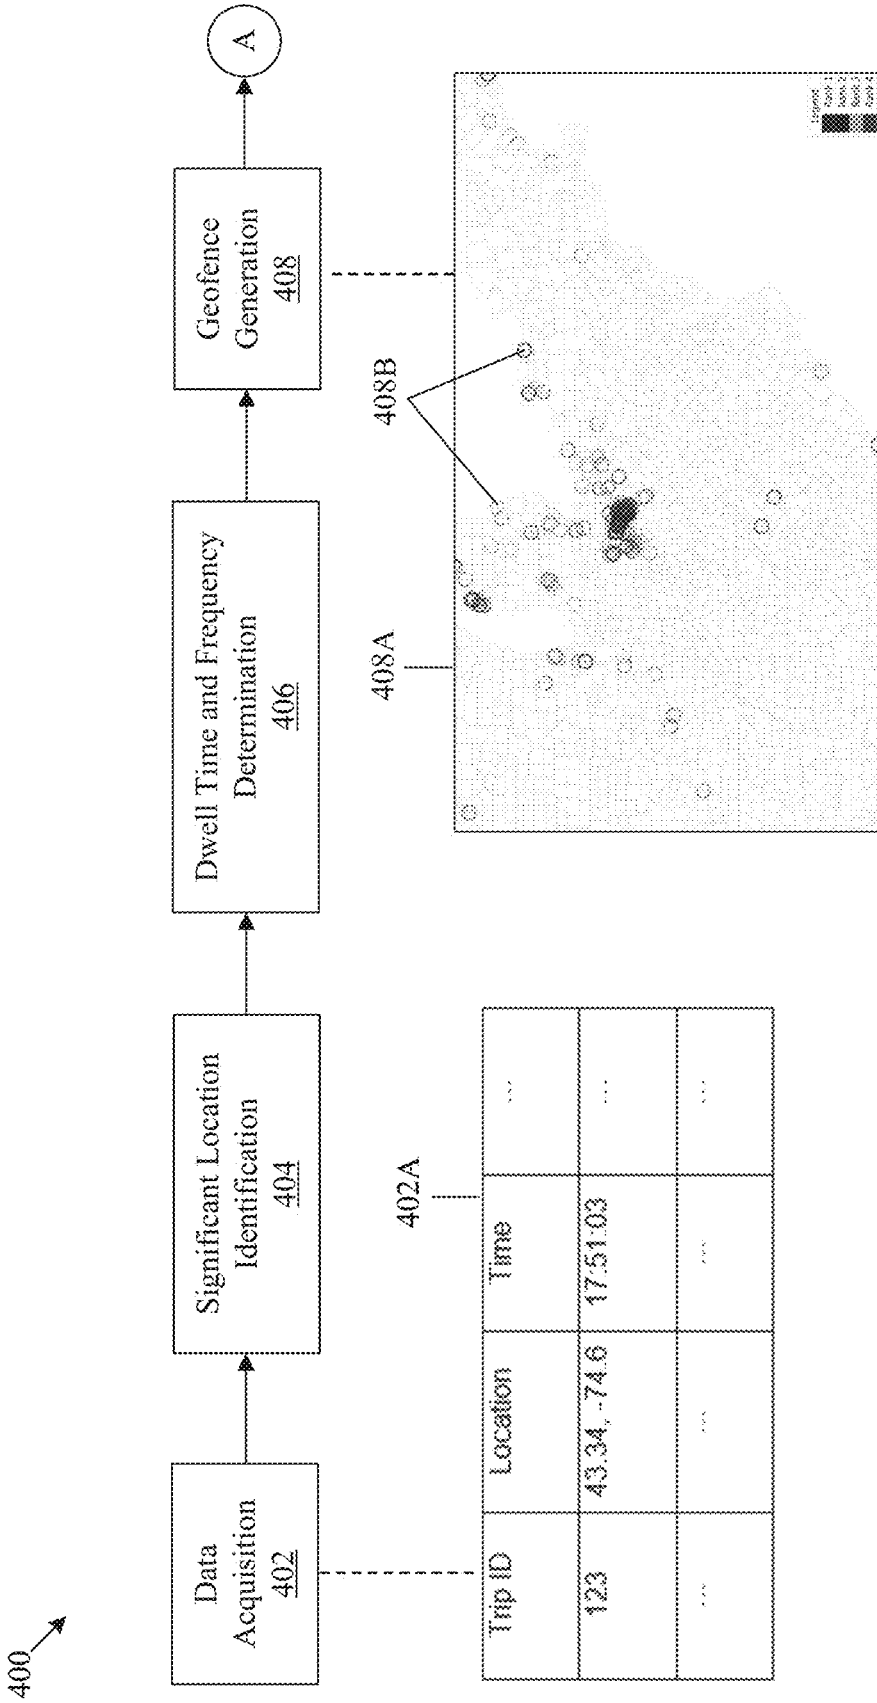 400
Data
Acquisition
402
Significant Location
Identification
404
Dwell Time and Frequency
Determination
406
Geofence
Generation
408
A
402A
Trip ID Location Time ...
123 43.34, -74.6 17:51:03 ...
... ... ... ...
408A
408B
Legend